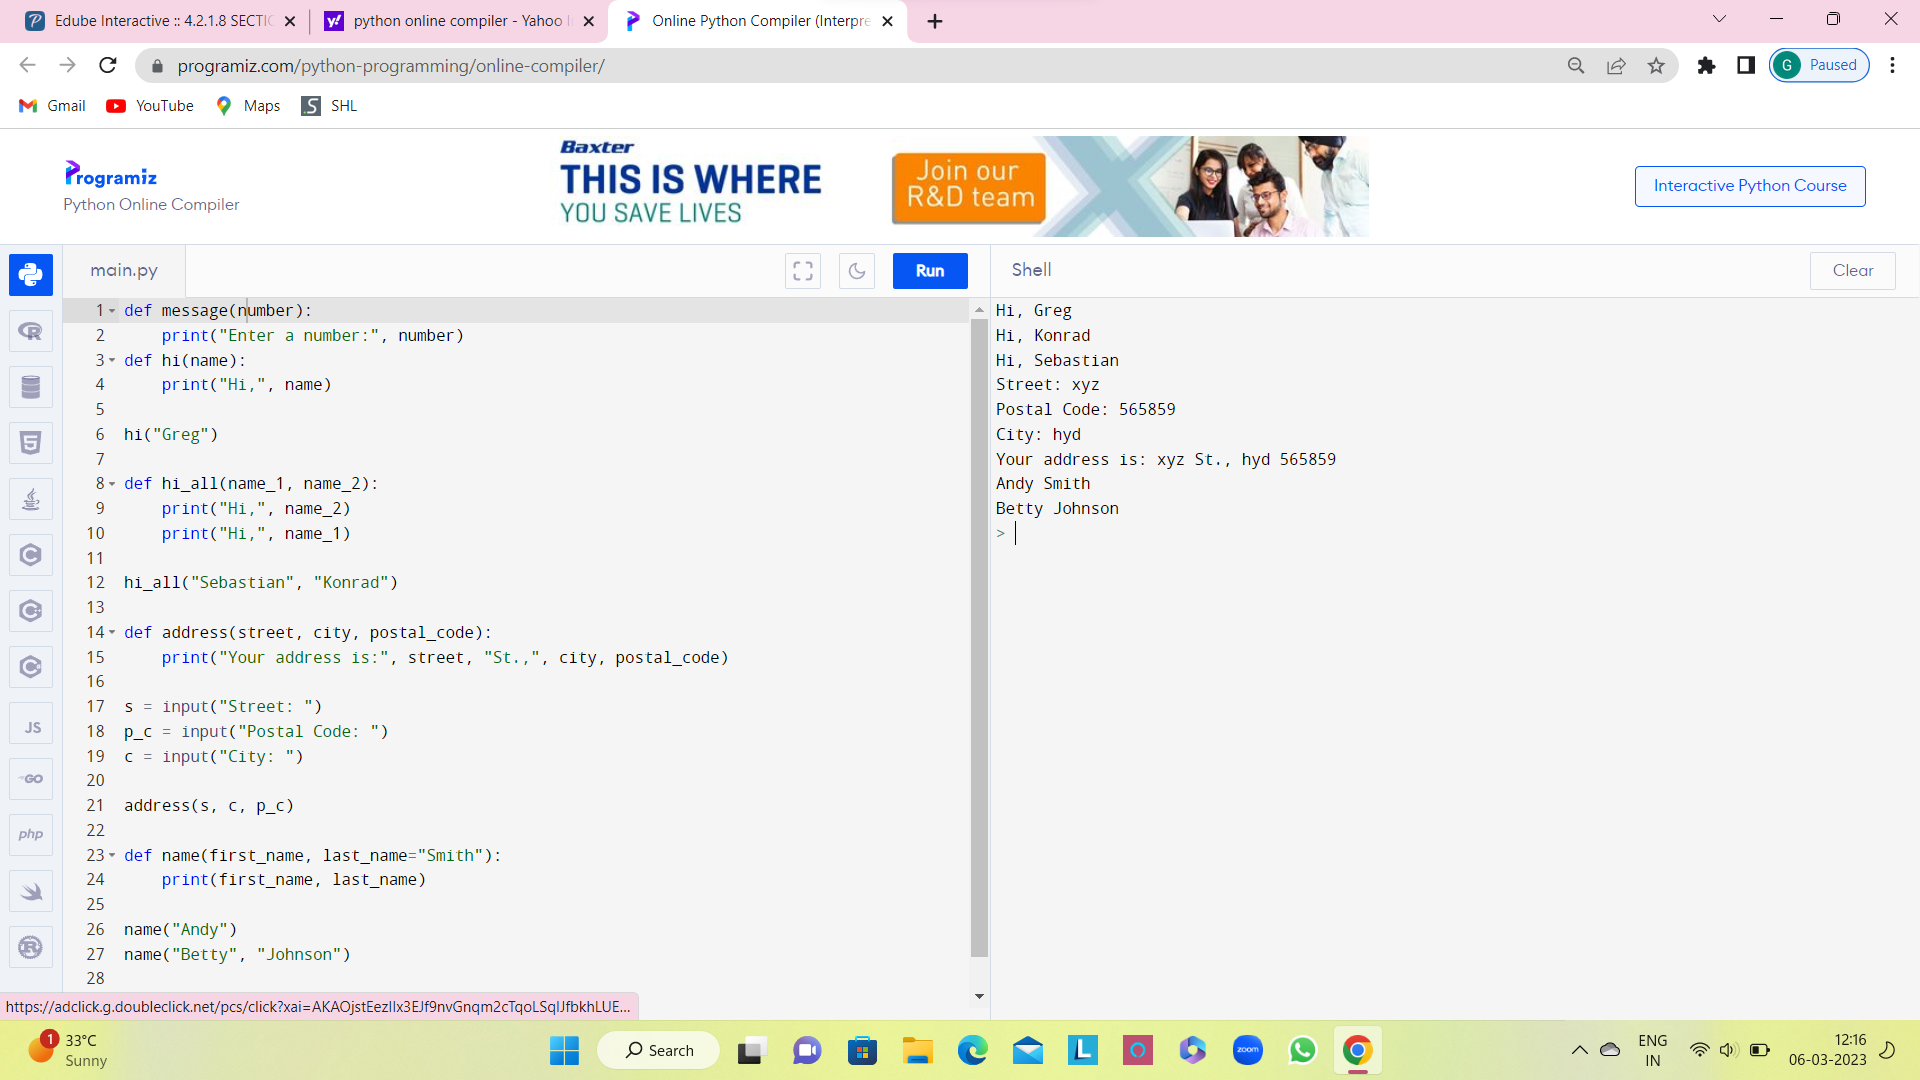 Edube Interactive :: 4.2.1.8 SECTIC
python online compiler - Yahoo I
Online Python Compiler (Interpre
programiz.com/python-programming/online-compiler/
G Paused
Gmail YouTube Maps SHL
Baxter
THIS IS WHERE
YOU SAVE LIVES
Join our
R&D team
Programiz
Python Online Compiler
Interactive Python Course
main.py
Run
Shell
Clear
1 def message(number):
2     print("Enter a number:", number)
3 def hi(name):
4     print("Hi,", name)
5
6 hi("Greg")
7
8 def hi_all(name_1, name_2):
9     print("Hi,", name_2)
10     print("Hi,", name_1)
11
12 hi_all("Sebastian", "Konrad")
13
14 def address(street, city, postal_code):
15     print("Your address is:", street, "St.,", city, postal_code)
16
17 s = input("Street: ")
18 p_c = input("Postal Code: ")
19 c = input("City: ")
20
21 address(s, c, p_c)
22
23 def name(first_name, last_name="Smith"):
24     print(first_name, last_name)
25
26 name("Andy")
27 name("Betty", "Johnson")
28
Hi, Greg
Hi, Konrad
Hi, Sebastian
Street: xyz
Postal Code: 565859
City: hyd
Your address is: xyz St., hyd 565859
Andy Smith
Betty Johnson
>
R
5
C
C
C
JS
GO
php
R
1
33°C
Sunny
Search
L
zoom
ENG
IN
12:16
06-03-2023